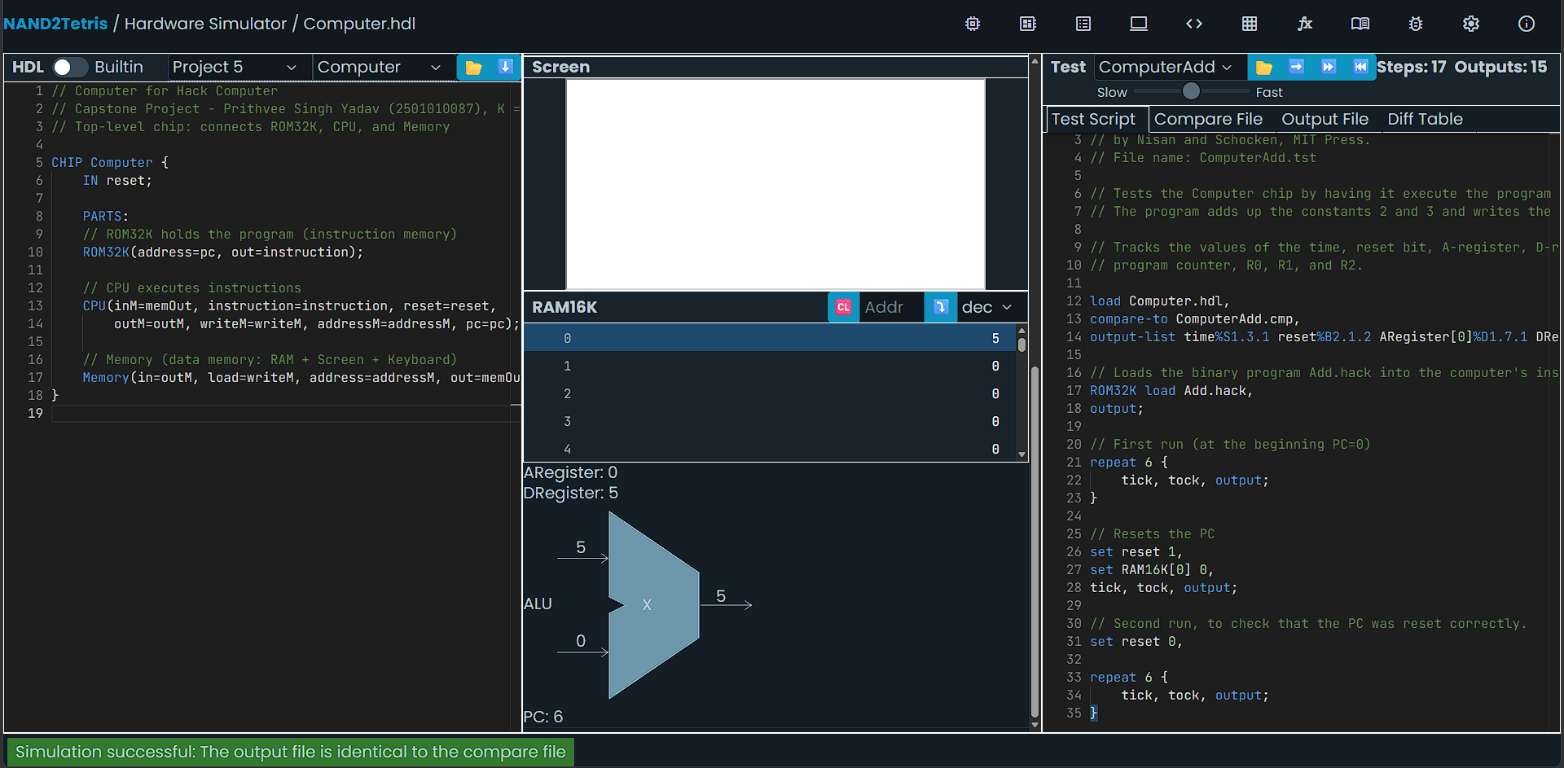 NAND2Tetris / Hardware Simulator / Computer.hdl
HDL Builtin Project 5 Computer
1 // Computer for Hack Computer
2 // Capstone Project - Prithvee Singh Yadav (2501010087), K =
3 // Top-level chip: connects ROM32K, CPU, and Memory
4
5 CHIP Computer {
6 IN reset;
7
8 PARTS:
9 // ROM32K holds the program (instruction memory)
10 ROM32K(address=pc, out=instruction);
11
12 // CPU executes instructions
13 CPU(inM=memOut, instruction=instruction, reset=reset,
14 outM=outM, writeM=writeM, addressM=addressM, pc=pc);
15
16 // Memory (data memory: RAM + Screen + Keyboard)
17 Memory(in=outM, load=writeM, address=addressM, out=memOu
18 }
19
Screen
RAM16K CL Addr dec
0 5
1 0
2 0
3 0
4 0
ARegister: 0
DRegister: 5
5
ALU X 5
0
PC: 6
Test ComputerAdd Steps: 17 Outputs: 15
Slow Fast
Test Script Compare File Output File Diff Table
3 // by Nisan and Schocken, MIT Press.
4 // File name: ComputerAdd.tst
5
6 // Tests the Computer chip by having it execute the program
7 // The program adds up the constants 2 and 3 and writes the
8
9 // Tracks the values of the time, reset bit, A-register, D-r
10 // program counter, R0, R1, and R2.
11
12 load Computer.hdl,
13 compare-to ComputerAdd.cmp,
14 output-list time%S1.3.1 reset%B2.1.2 ARegister[0]%D1.7.1 DRe
15
16 // Loads the binary program Add.hack into the computer's ins
17 ROM32K load Add.hack,
18 output;
19
20 // First run (at the beginning PC=0)
21 repeat 6 {
22 tick, tock, output;
23 }
24
25 // Resets the PC
26 set reset 1,
27 set RAM16K[0] 0,
28 tick, tock, output;
29
30 // Second run, to check that the PC was reset correctly.
31 set reset 0,
32
33 repeat 6 {
34 tick, tock, output;
35 }
Simulation successful: The output file is identical to the compare file